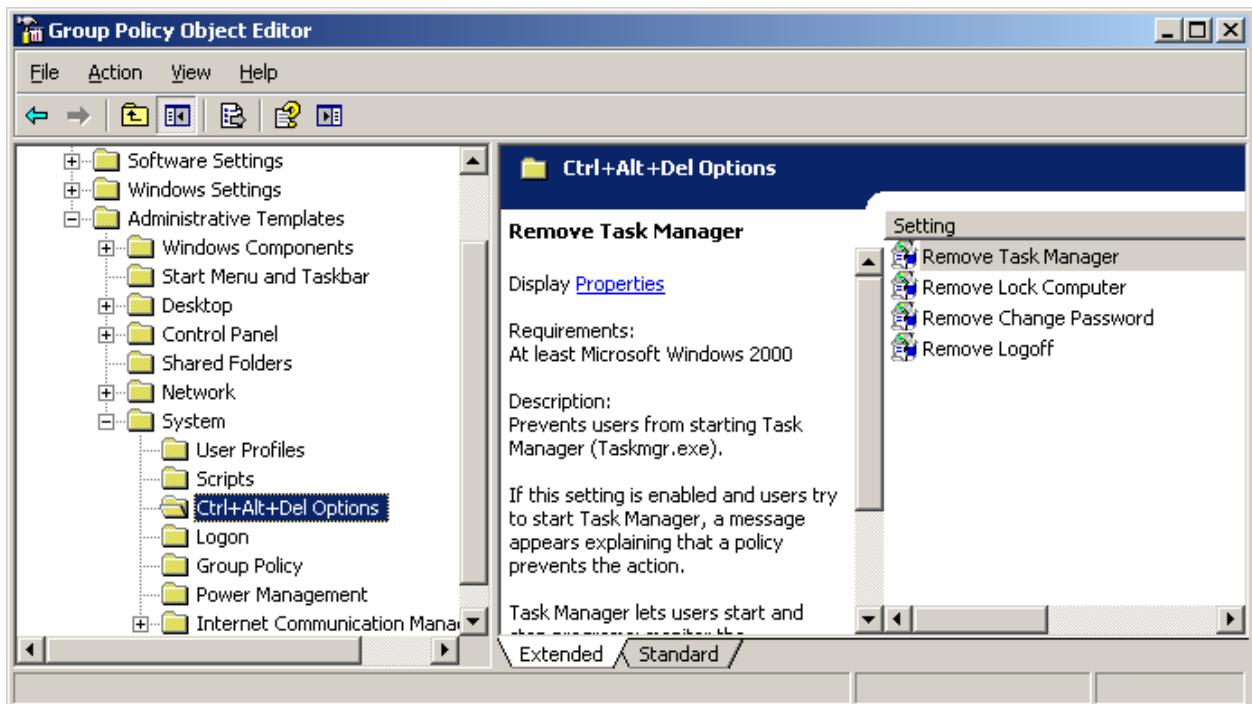 Group Policy Object Editor
File Action View Help
Software Settings
Windows Settings
Administrative Templates
Windows Components
Start Menu and Taskbar
Desktop
Control Panel
Shared Folders
Network
System
User Profiles
Scripts
Ctrl+Alt+Del Options
Logon
Group Policy
Power Management
Internet Communication Mana
Ctrl+Alt+Del Options
Remove Task Manager
Display Properties
Requirements:
At least Microsoft Windows 2000
Description:
Prevents users from starting Task
Manager (Taskmgr.exe).
If this setting is enabled and users try
to start Task Manager, a message
appears explaining that a policy
prevents the action.
Task Manager lets users start and
Setting
Remove Task Manager
Remove Lock Computer
Remove Change Password
Remove Logoff
Extended Standard